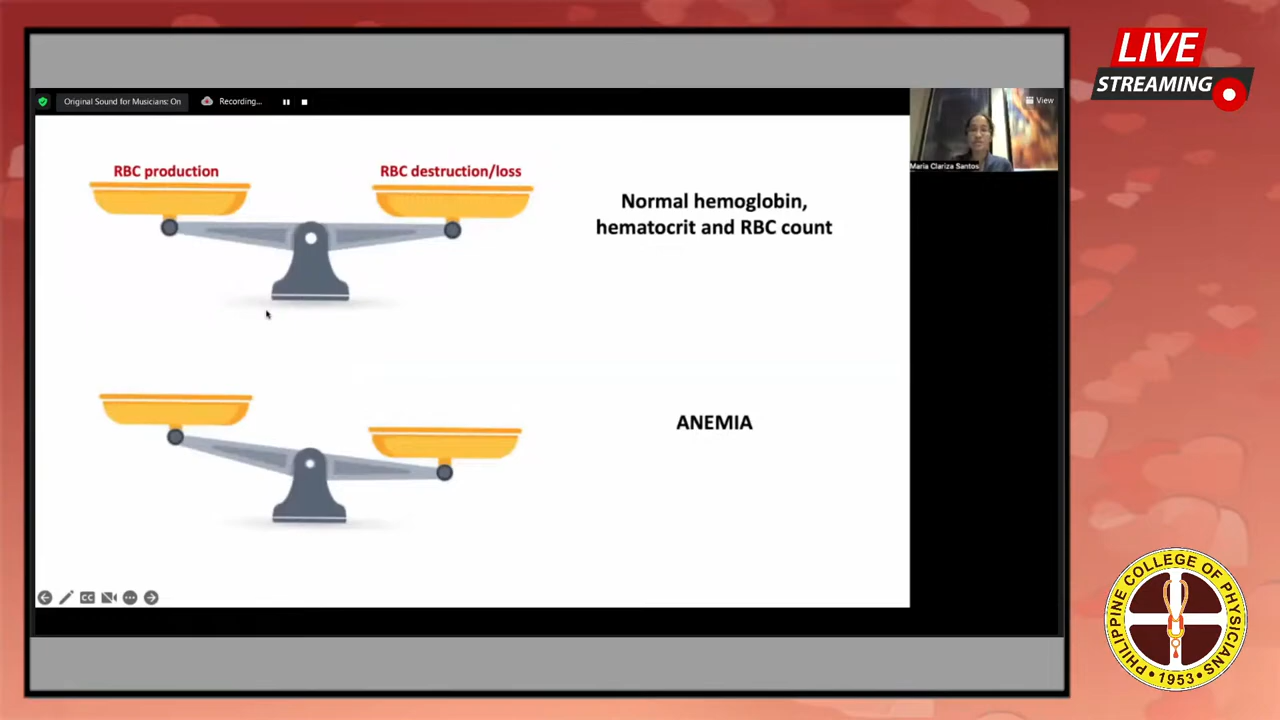 LIVE
STREAMING
Original Sound for Musicians: On
Recording...
View
Maria Clariza Santos
RBC production
RBC destruction/loss
Normal hemoglobin,
hematocrit and RBC count
ANEMIA
CC
PHILIPPINE COLLEGE OF PHYSICIANS
• 1953 •